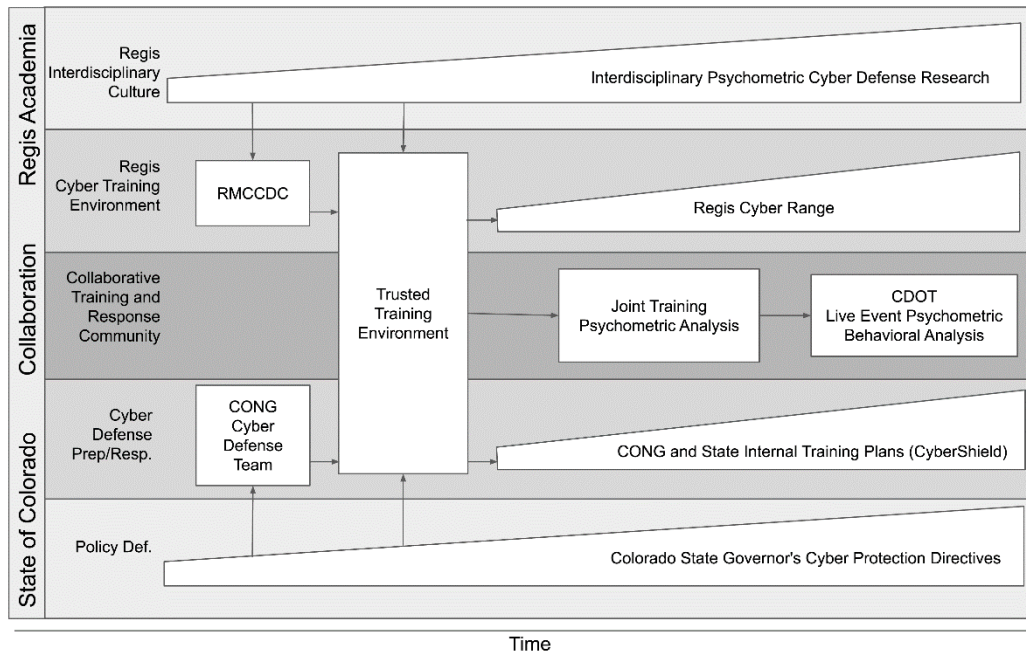 Regis Academia
Collaboration
State of Colorado
Regis
Interdisciplinary
Culture
Interdisciplinary Psychometric Cyber Defense Research
Regis
Cyber Training
Environment
RMCCDC
Regis Cyber Range
Collaborative
Training and
Response
Community
Trusted
Training
Environment
Joint Training
Psychometric Analysis
CDOT
Live Event Psychometric
Behavioral Analysis
Cyber
Defense
Prep/Resp.
CONG
Cyber
Defense
Team
CONG and State Internal Training Plans (CyberShield)
Policy Def.
Colorado State Governor's Cyber Protection Directives
Time